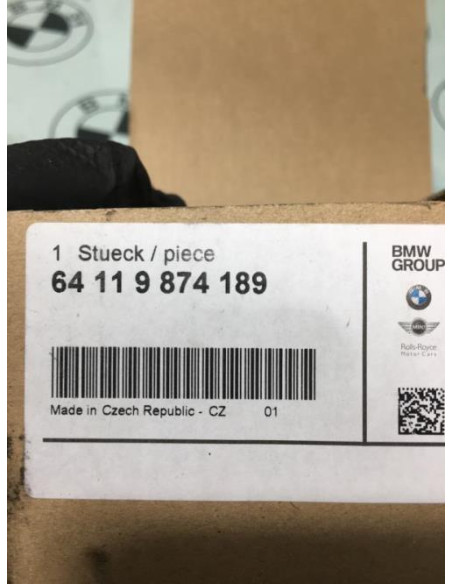 1 Stueck / piece
64 11 9 874 189
Made in Czech Republic - CZ 01
BMW
GROUP
MINI
Rolls-Royce
Motor Cars